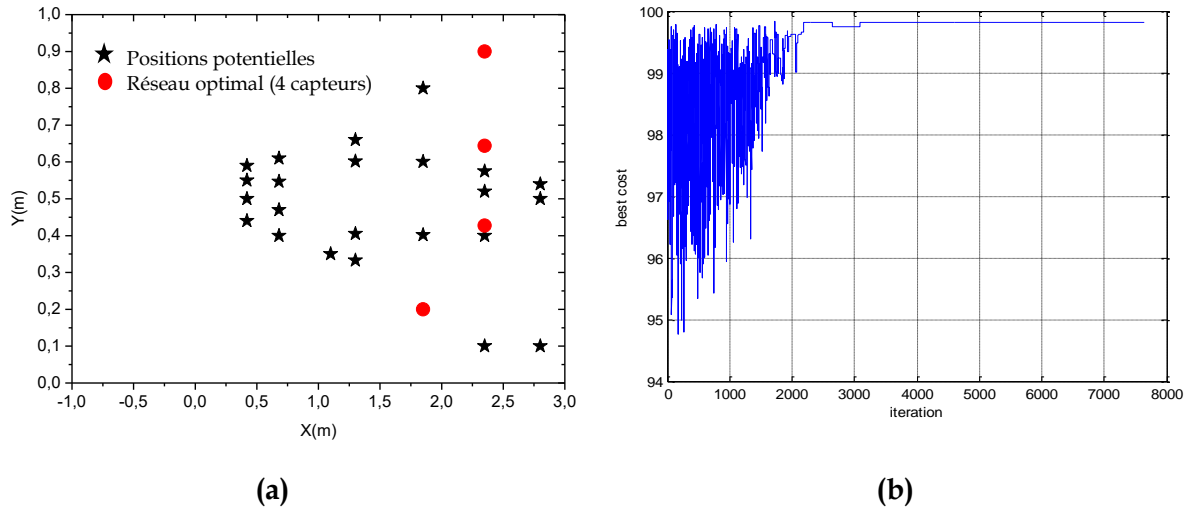 1,0
0,9
0,8
0,7
0,6
0,5
0,4
0,3
0,2
0,1
0,0
Y(m)
Positions potentielles
Réseau optimal (4 capteurs)
-1,0 -0,5 0,0 0,5 1,0 1,5 2,0 2,5 3,0
X(m)
(a)
100
99
98
97
96
95
94
best cost
0 1000 2000 3000 4000 5000 6000 7000 8000
iteration
(b)